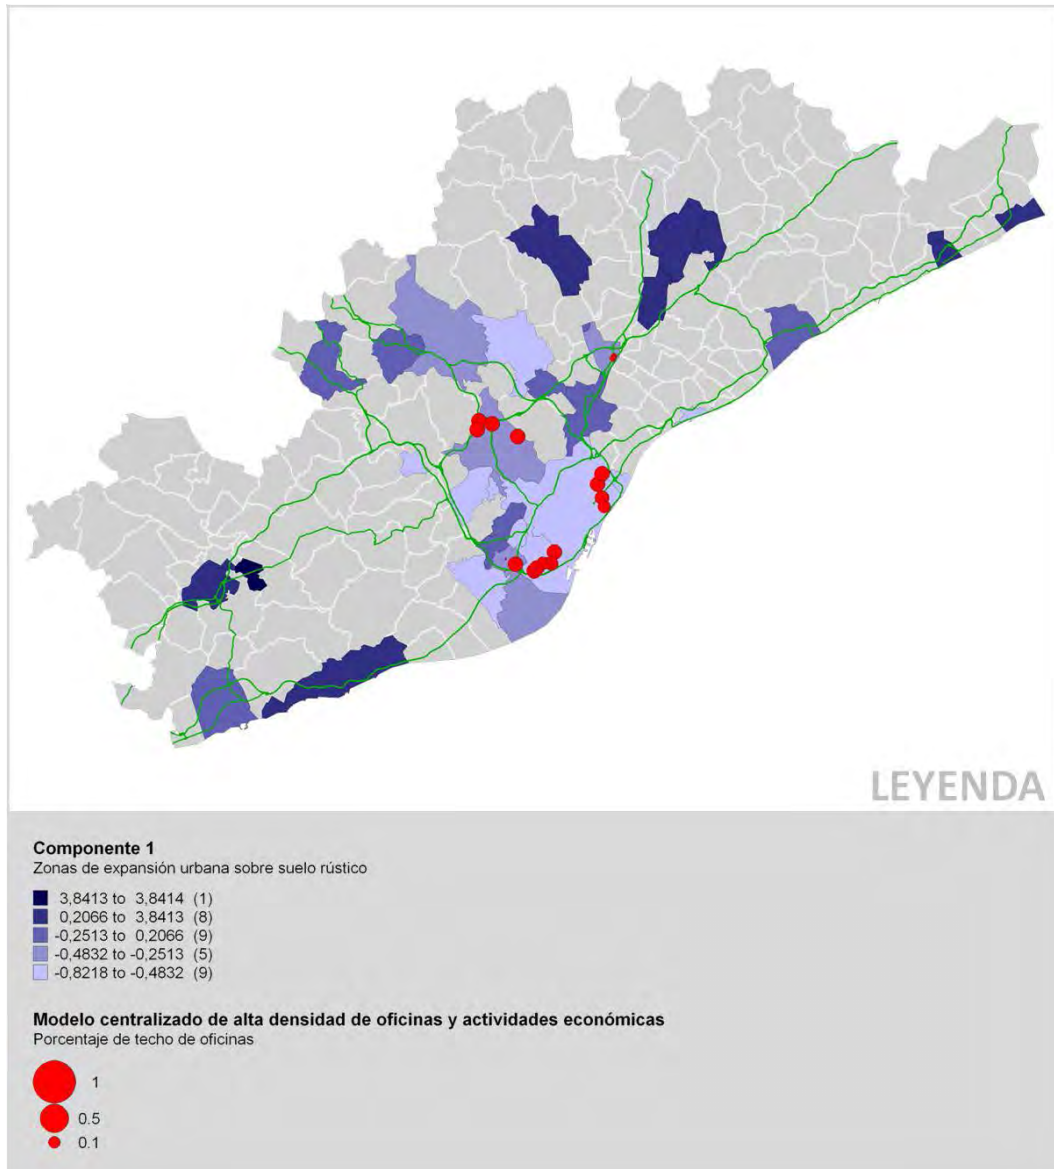 LEYENDA
Componente 1
Zonas de expansión urbana sobre suelo rústico
3,8413 to 3,8414 (1)
0,2066 to 3,8413 (8)
-0,2513 to 0,2066 (9)
-0,4832 to -0,2513 (5)
-0,8218 to -0,4832 (9)
Modelo centralizado de alta densidad de oficinas y actividades económicas
Porcentaje de techo de oficinas
1
0.5
0.1